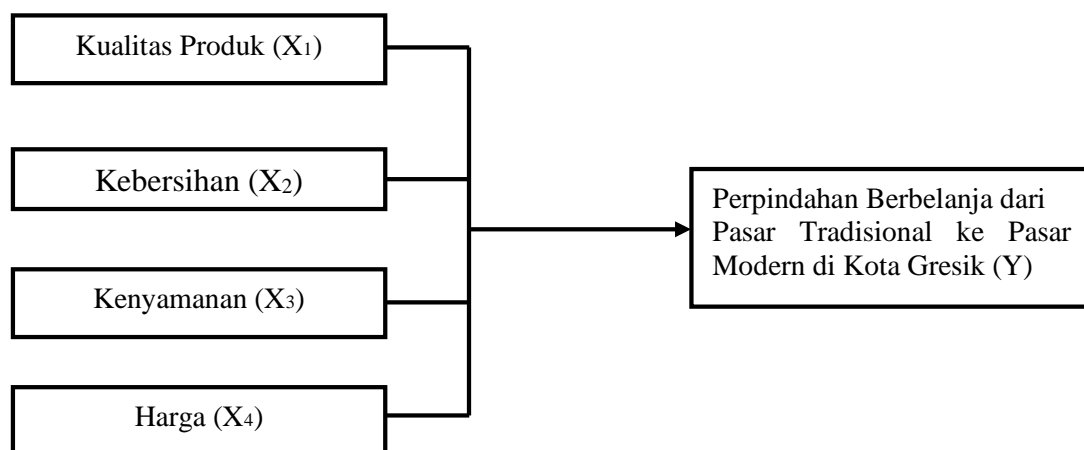 Kualitas Produk (X1)
Kebersihan (X2)
Kenyamanan (X3)
Harga (X4)
Perpindahan Berbelanja dari
Pasar Tradisional ke Pasar
Modern di Kota Gresik (Y)